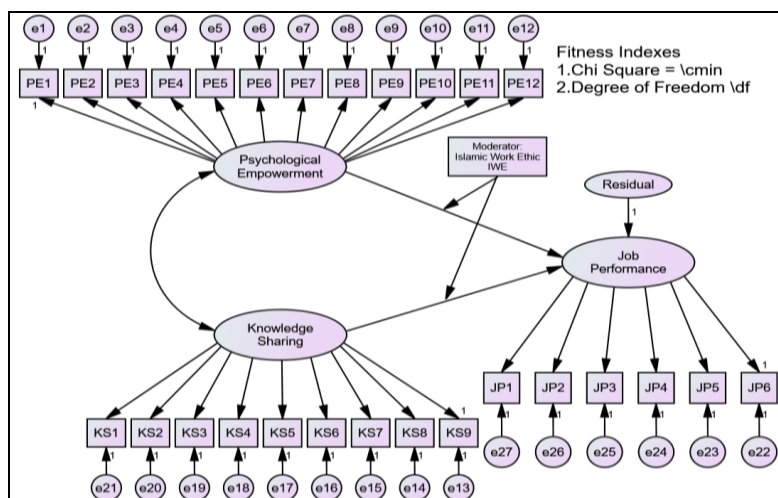 e1 e2 e3 e4 e5 e6 e7 e8 e9 e10 e11 e12
1 1 1 1 1 1 1 1 1 1 1 1
PE1 PE2 PE3 PE4 PE5 PE6 PE7 PE8 PE9 PE10 PE11 PE12
1
Fitness Indexes
1.Chi Square = \cmin
2.Degree of Freedom \df
Psychological
Empowerment
Moderator:
Islamic Work Ethic
IWE
Residual
1
Job
Performance
Knowledge
Sharing
1
JP1 JP2 JP3 JP4 JP5 JP6
1 1 1 1 1 1
e27 e26 e25 e24 e23 e22
1
KS1 KS2 KS3 KS4 KS5 KS6 KS7 KS8 KS9
1 1 1 1 1 1 1 1 1
e21 e20 e19 e18 e17 e16 e15 e14 e13